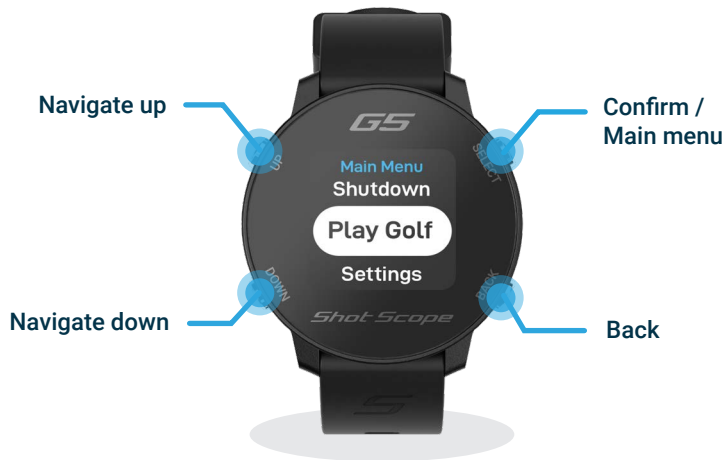 G5
Navigate up
Confirm /
Main menu
UP
SELECT
Main Menu
Shutdown
Play Golf
Settings
DOWN
BACK
Navigate down
Shot Scope
Back